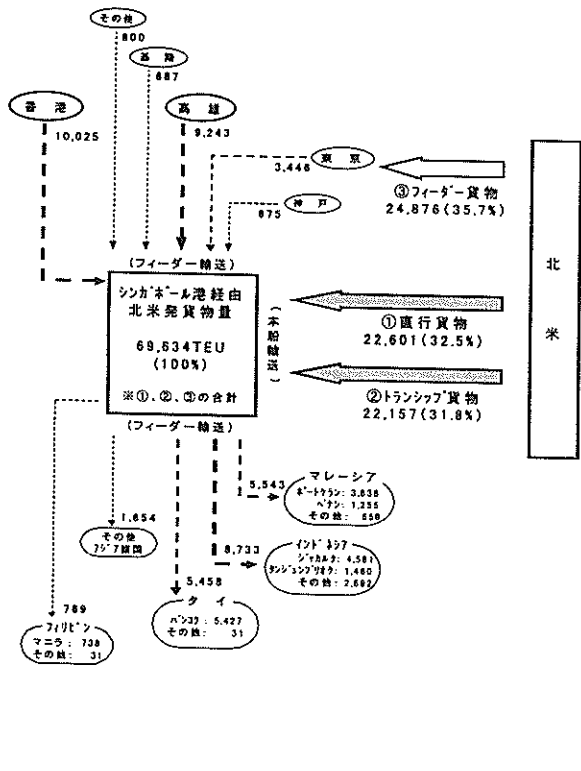 その他
800
基隆
687
香港
10,025
高雄
9,243
東京
3,446
神戸
875
③フィーダー貨物
24,876(35.7%)
北米
(フィーダー輸送)
シンガポール港経由
北米発貨物量
69,634TEU
(100%)
※①、②、③の合計
(本船輸送)
①直行貨物
22,601(32.5%)
②トランシップ貨物
22,157(31.8%)
(フィーダー輸送)
5,543
マレーシア
ポートケラン: 3,638
ペナン: 1,255
その他: 650
1,654
その他
アジア諸国
8,733
インドネシア
ジャカルタ: 4,581
タンジュンプリオク: 1,460
その他: 2,692
5,458
タイ
バンコク: 5,427
その他: 31
769
フィリピン
マニラ: 738
その他: 31